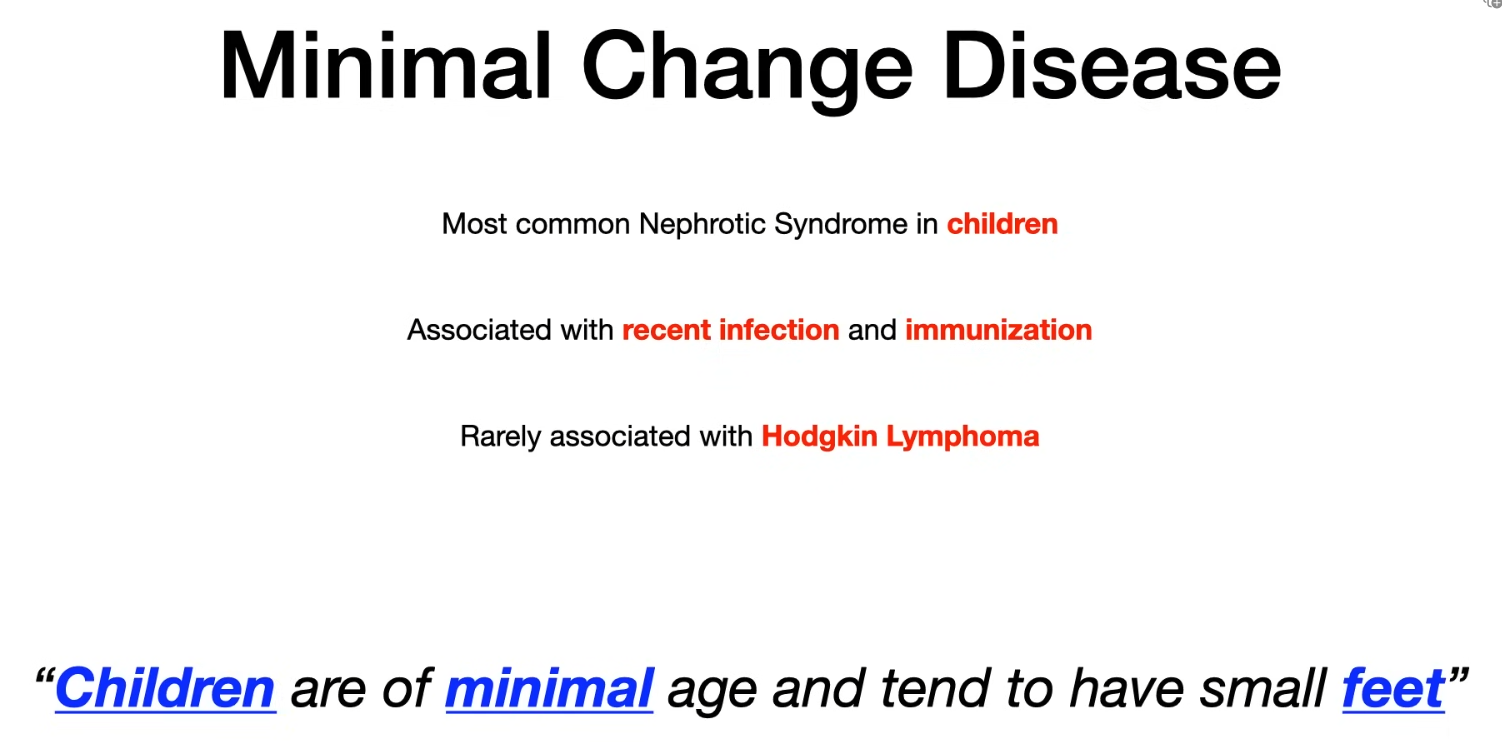 Minimal Change Disease
Most common Nephrotic Syndrome in children
Associated with recent infection and immunization
Rarely associated with Hodgkin Lymphoma
“Children are of minimal age and tend to have small feet”